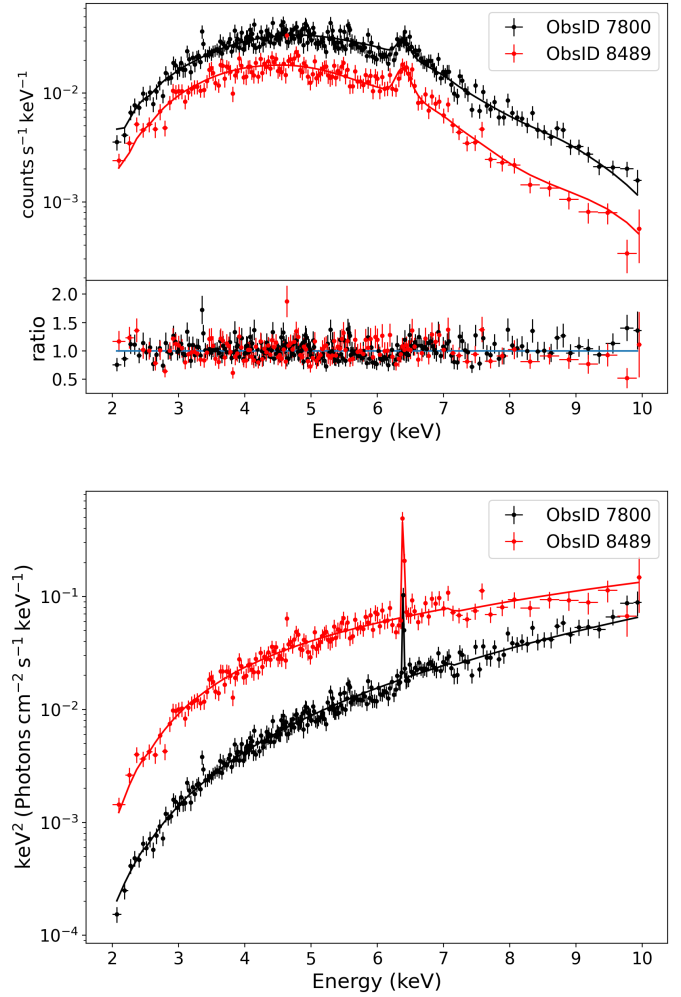 ObsID 7800
ObsID 8489
counts s⁻¹ keV⁻¹
10⁻²
10⁻³
ratio
2.0
1.5
1.0
0.5
2 3 4 5 6 7 8 9 10
Energy (keV)
ObsID 7800
ObsID 8489
keV² (Photons cm⁻² s⁻¹ keV⁻¹)
10⁻¹
10⁻²
10⁻³
10⁻⁴
2 3 4 5 6 7 8 9 10
Energy (keV)